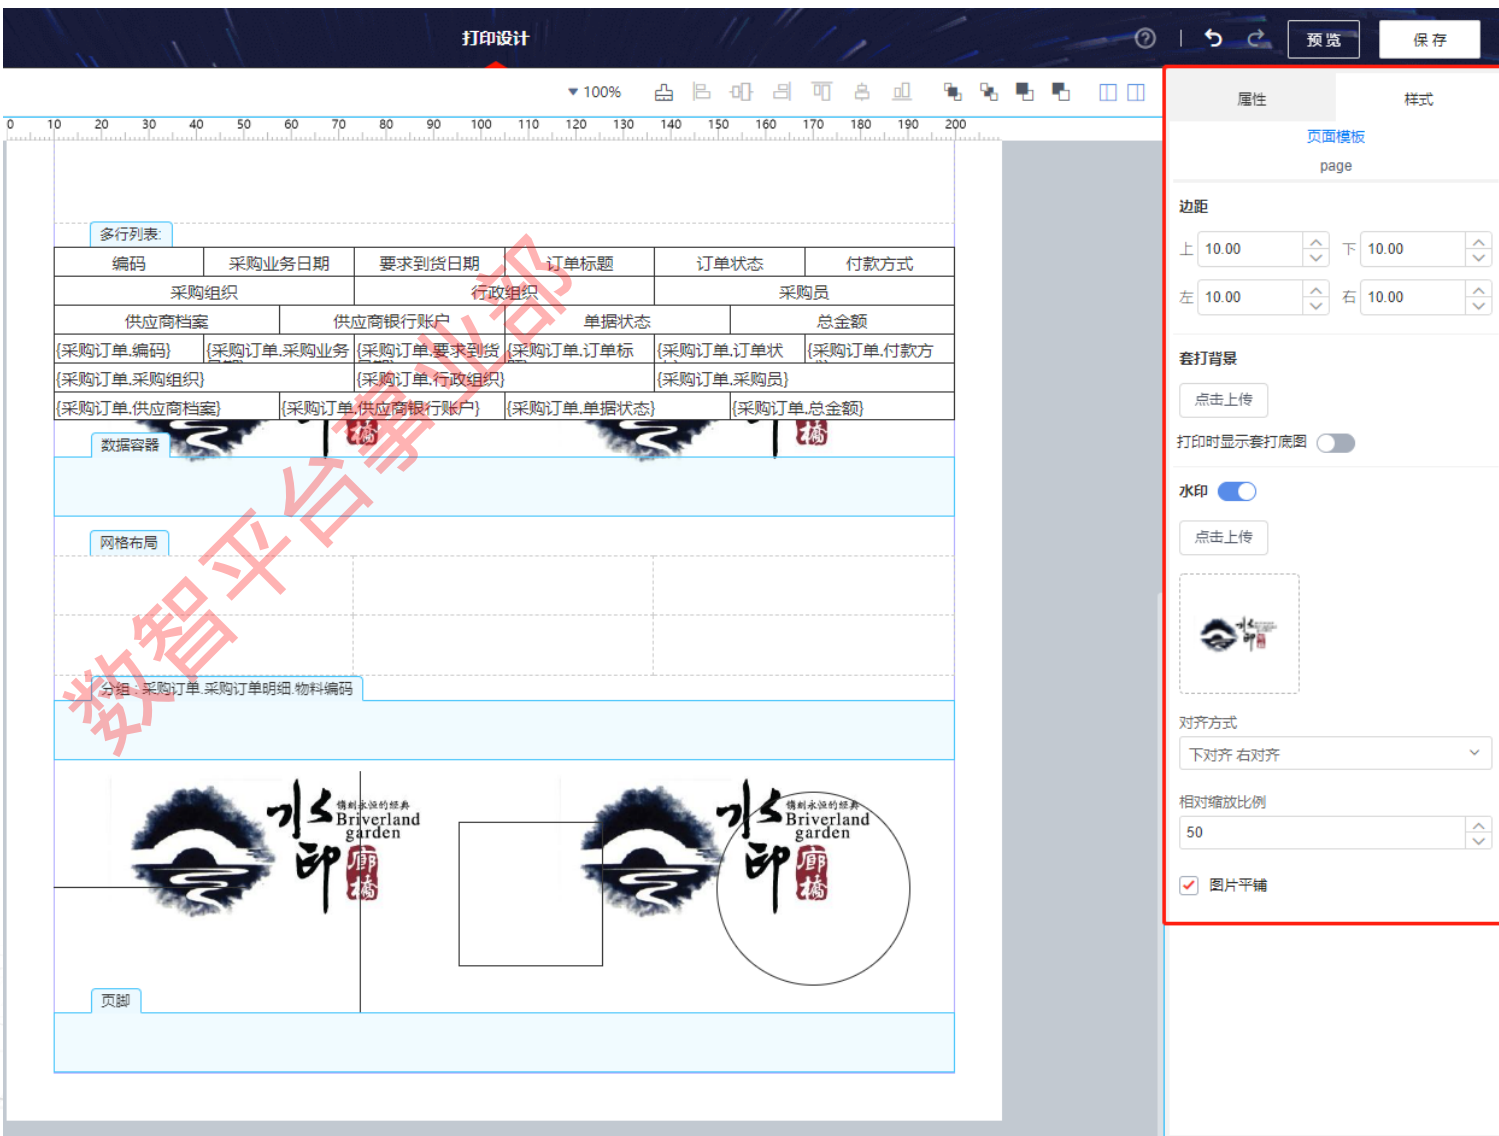 打印设计
预览
保存
100%
0 10 20 30 40 50 60 70 80 90 100 110 120 130 140 150 160 170 180 190 200
多行列表:
编码 采购业务日期 要求到货日期 订单标题 订单状态 付款方式
采购组织 行政组织 采购员
供应商档案 供应商银行账户 单据状态 总金额
{采购订单.编码} {采购订单.采购业务 {采购订单.要求到货 {采购订单.订单标 {采购订单.订单状 {采购订单.付款方
{采购订单.采购组织} {采购订单.行政组织} {采购订单.采购员}
{采购订单.供应商档案} {采购订单.供应商银行账户} {采购订单.单据状态} {采购订单.总金额}
橋 橋
数据容器
网格布局
数智平台事业部
分组 : 采购订单.采购订单明细.物料编码
水印
Briverland
garden
廊橋
水印
Briverland
garden
廊橋
页脚
属性 样式
页面模板
page
边距
上 10.00 下 10.00
左 10.00 右 10.00
套打背景
点击上传
打印时显示套打底图
水印
点击上传
水印
对齐方式
下对齐 右对齐
相对缩放比例
50
图片平铺